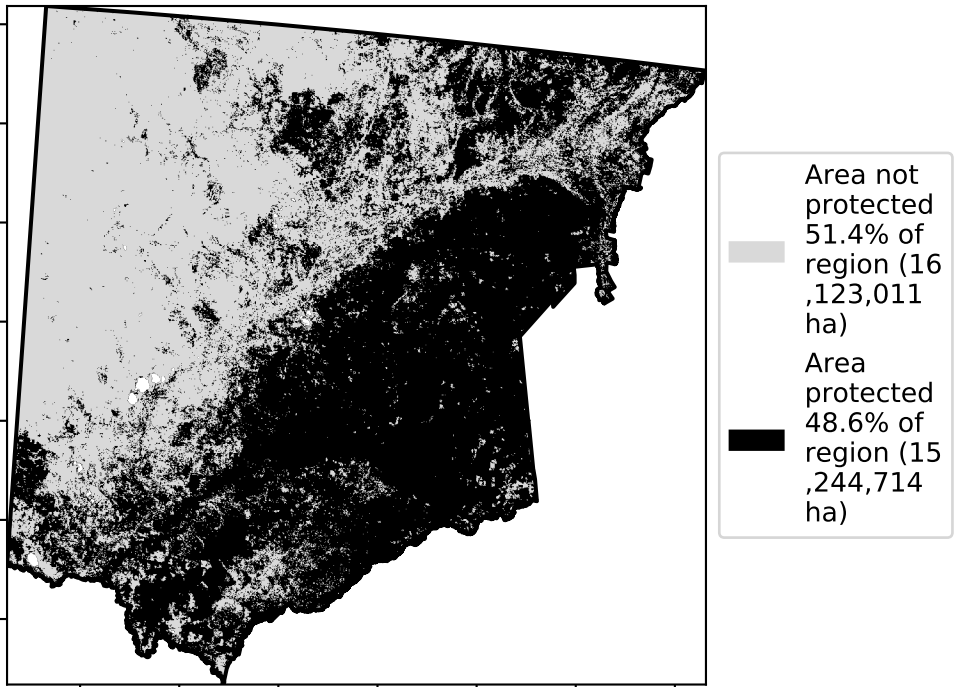 Area not
protected
51.4% of
region (16
,123,011
ha)
Area
protected
48.6% of
region (15
,244,714
ha)